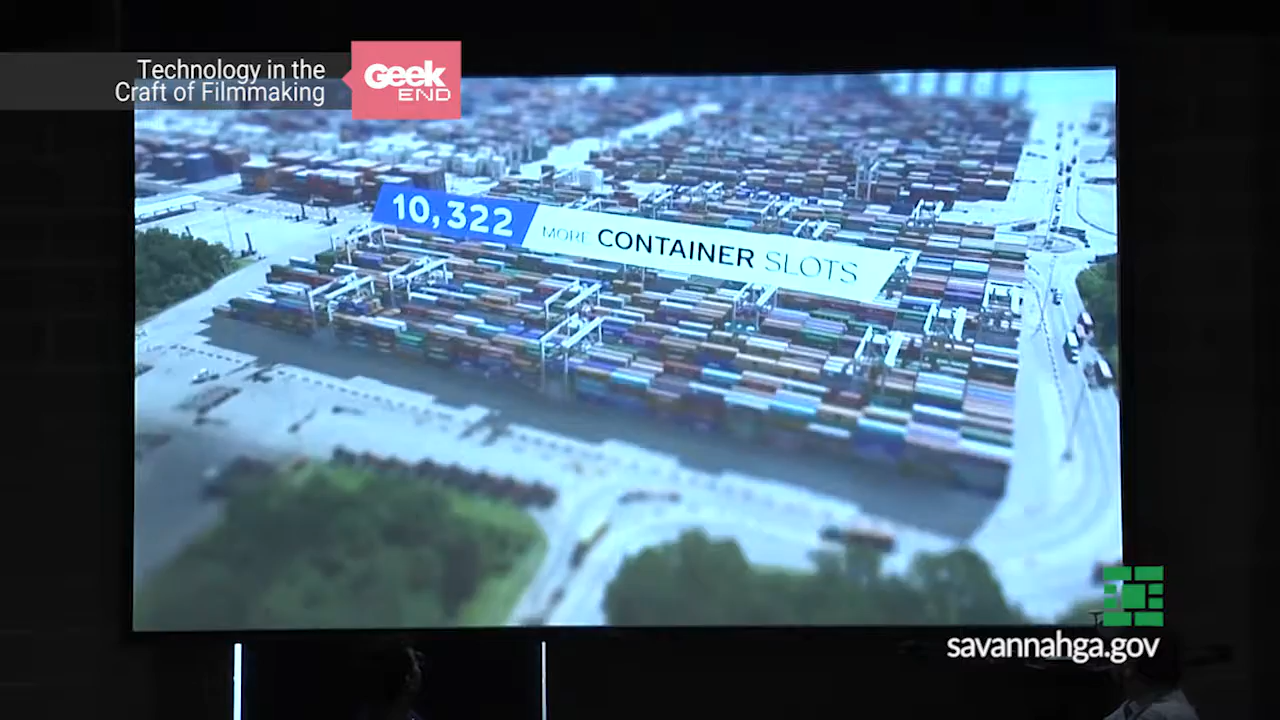 Technology in the
Craft of Filmmaking
Geek
END
10,322 MORE CONTAINER SLOTS
savannahga.gov